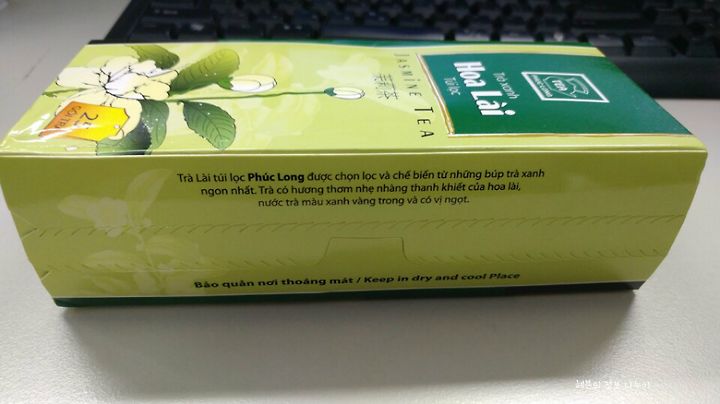 Trà xanh
Hoa Lài
Túi lọc
JASMINE TEA
茉莉茶
Trà Lài túi lọc Phúc Long được chọn lọc và chế biến từ những búp trà xanh
ngon nhất. Trà có hương thơm nhẹ nhàng thanh khiết của hoa lài,
nước trà màu xanh vàng trong và có vị ngọt.
Bảo quản nơi thoáng mát / Keep in dry and cool Place